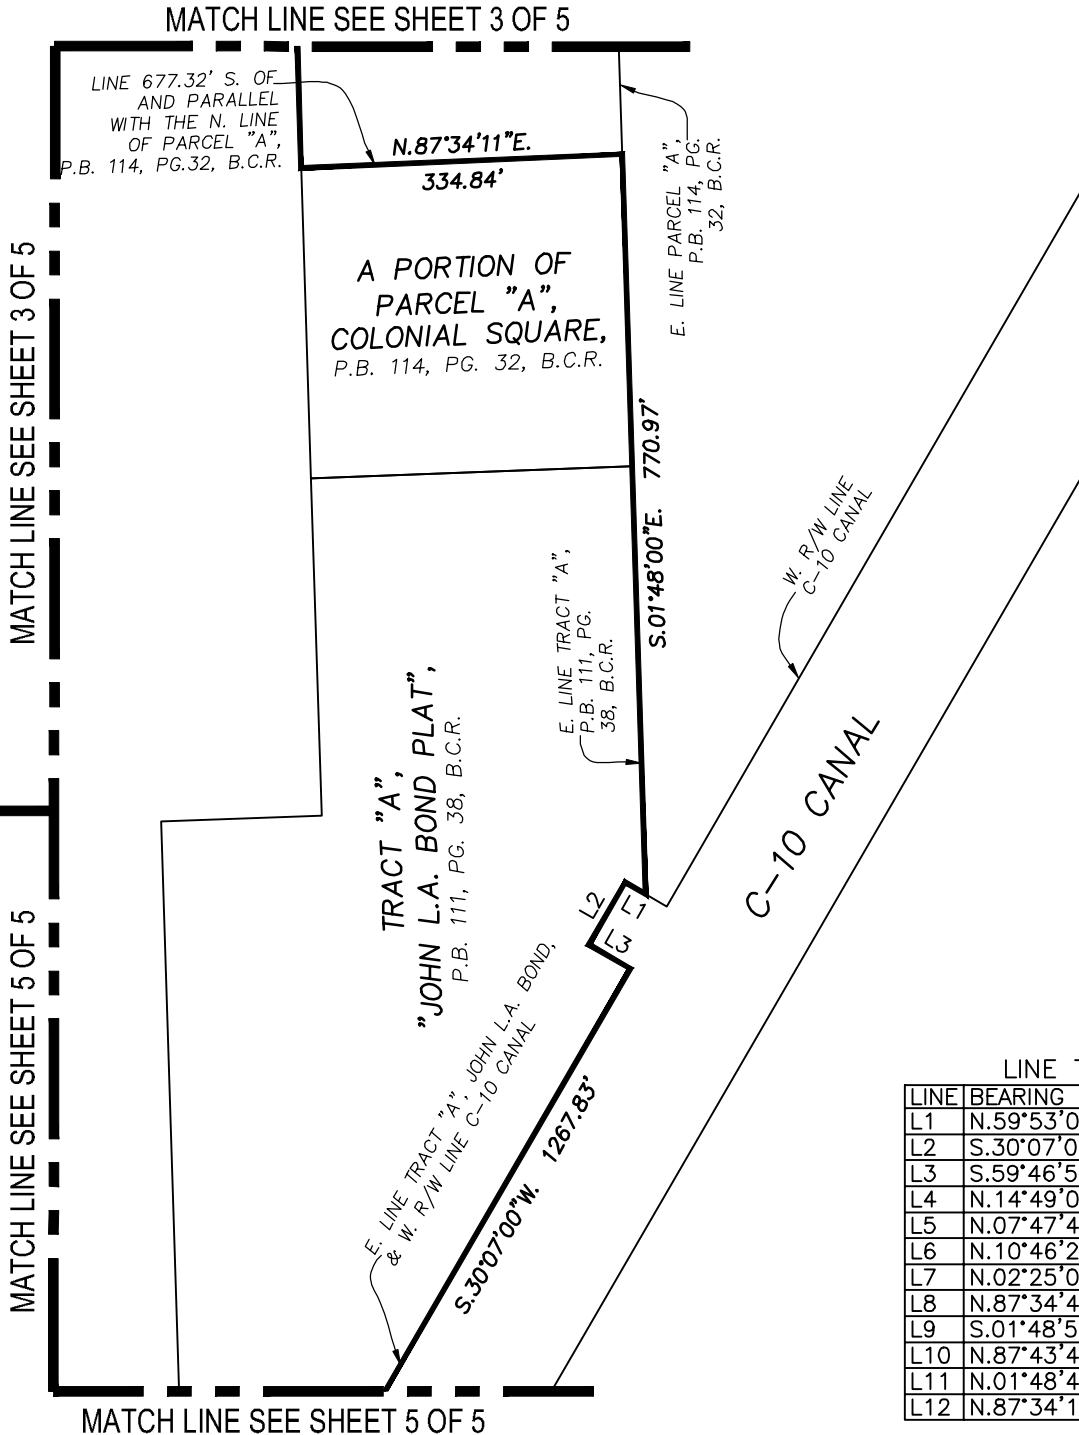 MATCH LINE SEE SHEET 3 OF 5
LINE 677.32' S. OF
AND PARALLEL
WITH THE N. LINE
OF PARCEL "A",
P.B. 114, PG.32, B.C.R.
N.87°34'11"E.
334.84'
E. LINE PARCEL "A",
P.B. 114, PG.
32, B.C.R.
A PORTION OF
PARCEL "A",
COLONIAL SQUARE,
P.B. 114, PG. 32, B.C.R.
MATCH LINE SEE SHEET 3 OF 5
S.01°48'00"E. 770.97'
W. R/W LINE
C-10 CANAL
E. LINE TRACT "A",
P.B. 111, PG.
38, B.C.R.
TRACT "A",
"JOHN L.A. BOND PLAT",
P.B. 111, PG. 38, B.C.R.
C-10 CANAL
L2
L1
L3
MATCH LINE SEE SHEET 5 OF 5
E. LINE TRACT "A", JOHN L.A. BOND,
& W. R/W LINE C-10 CANAL
S.30°07'00"W. 1267.83'
LINE
LINE BEARING
L1 N.59°53'0
L2 S.30°07'0
L3 S.59°46'5
L4 N.14°49'0
L5 N.07°47'4
L6 N.10°46'2
L7 N.02°25'0
L8 N.87°34'4
L9 S.01°48'5
L10 N.87°43'4
L11 N.01°48'4
L12 N.87°34'1
MATCH LINE SEE SHEET 5 OF 5